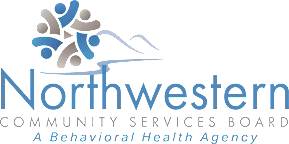 Northwestern
COMMUNITY SERVICES BOARD
A Behavioral Health Agency